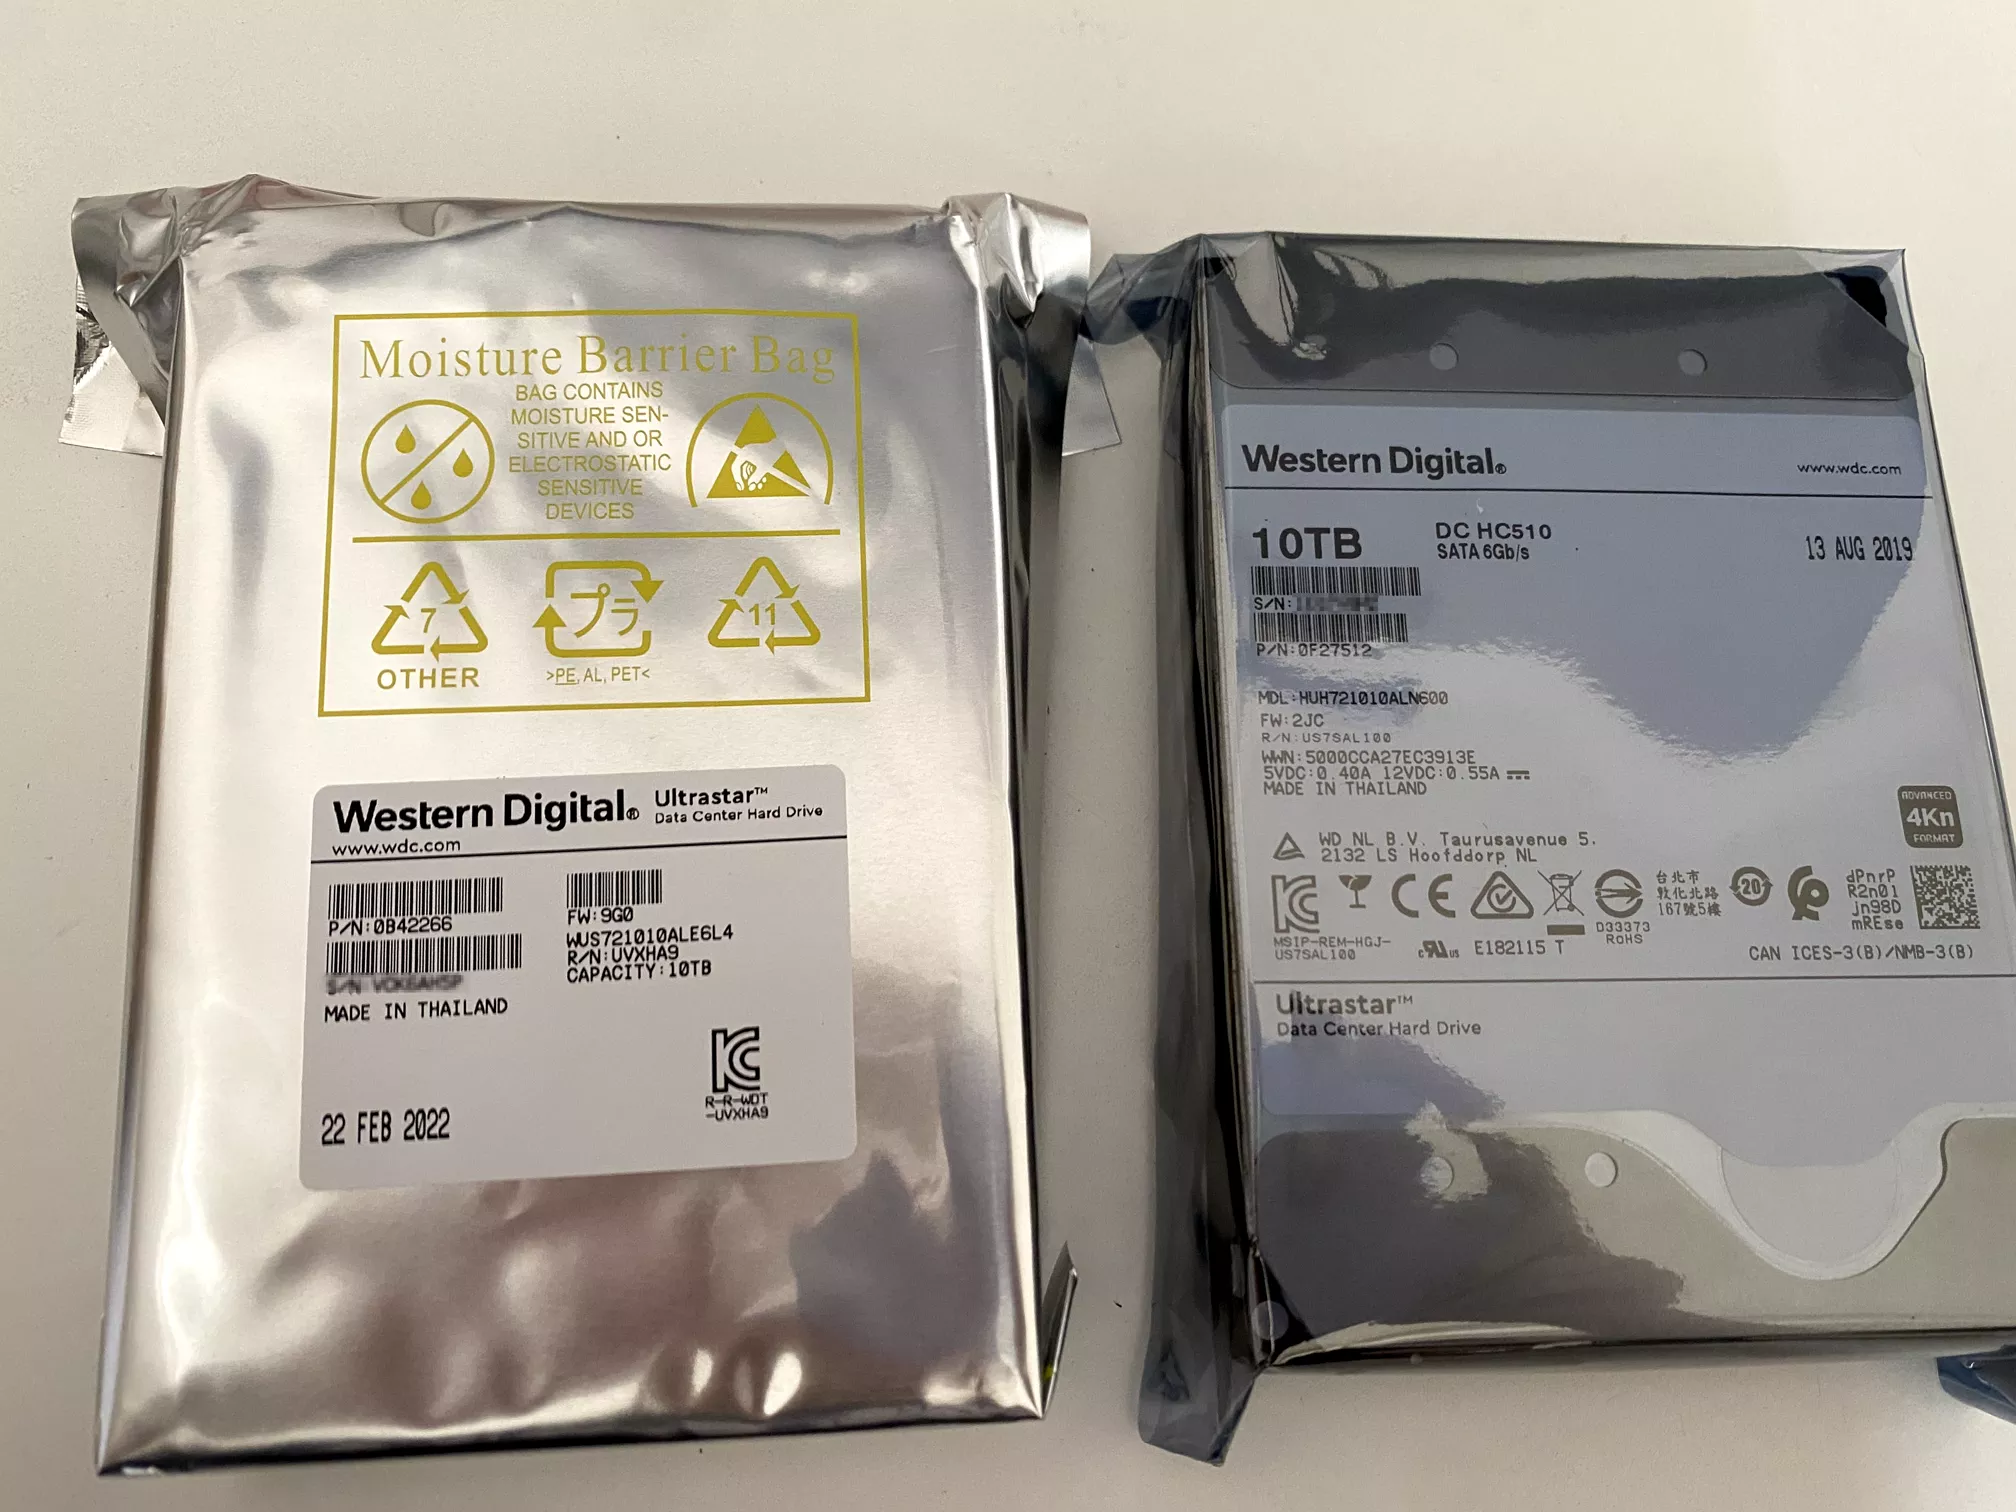 Moisture Barrier Bag
BAG CONTAINS
MOISTURE SEN-
SITIVE AND OR
ELECTROSTATIC
SENSITIVE
DEVICES
7
OTHER
プラ
>PE, AL, PET<
11
Western Digital® Ultrastar™
Data Center Hard Drive
www.wdc.com
P/N:0B42266
MADE IN THAILAND
FW:9G0
WUS721010ALE6L4
R/N:UVXHA9
CAPACITY:10TB
R-R-WDT
-UVXHA9
22 FEB 2022
Western Digital®
www.wdc.com
10TB
DC HC510
SATA 6Gb/s
13 AUG 2019
S/N:
P/N:0F27512
MDL:HUH721010ALN600
FW:2JC
R/N:US7SAL100
WWN:5000CCA27EC3913E
5VDC:0.40A 12VDC:0.55A
MADE IN THAILAND
ADVANCED
4Kn
FORMAT
WD NL B.V. Taurusavenue 5.
2132 LS Hoofddorp NL
MSIP-REM-HGJ-
US7SAL100
CE
c RU us E182115 T
D33373
RoHS
台北市
敦化北路
167號5樓
20
dPnrP
R2n01
jn98D
mREse
CAN ICES-3(B)/NMB-3(B)
Ultrastar™
Data Center Hard Drive